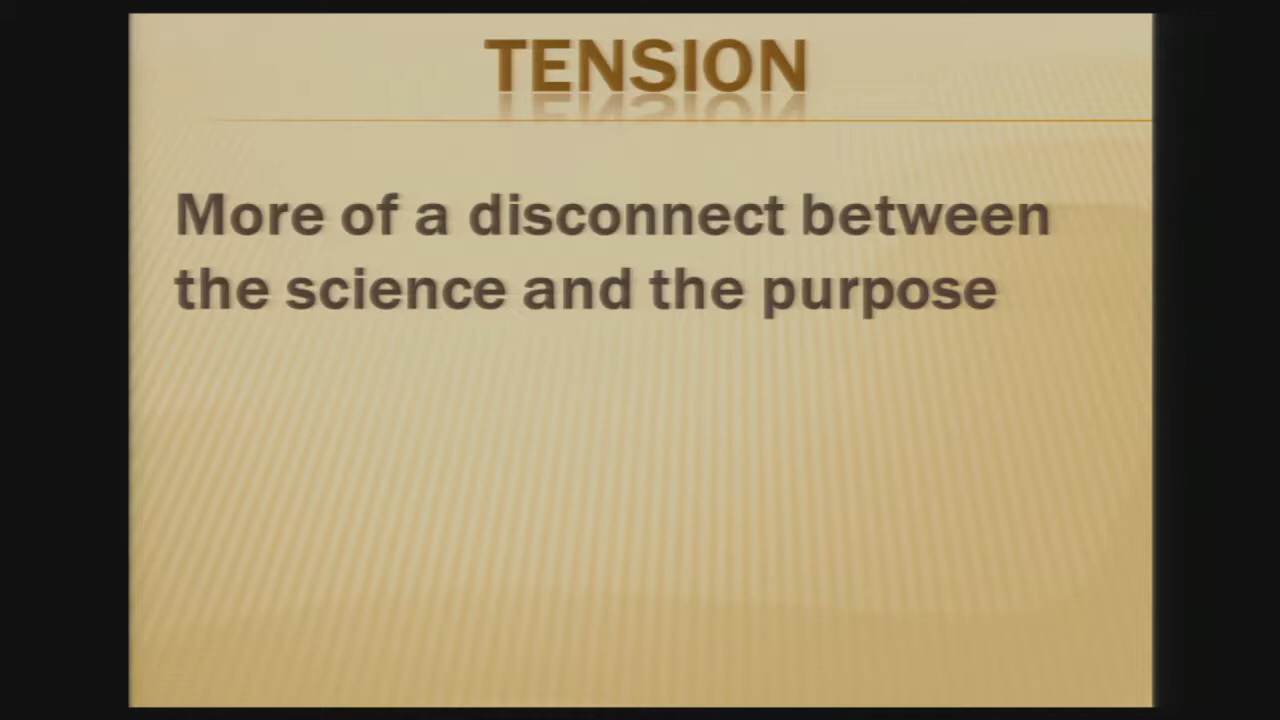 TENSION
More of a disconnect between
the science and the purpose